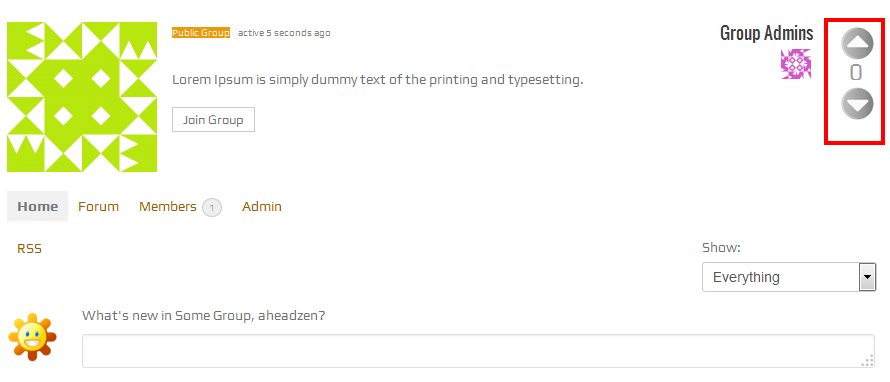 Public Group active 5 seconds ago
Group Admins
0
Lorem Ipsum is simply dummy text of the printing and typesetting.
Join Group
Home Forum Members 1 Admin
RSS
Show:
Everything
What's new in Some Group, aheadzen?